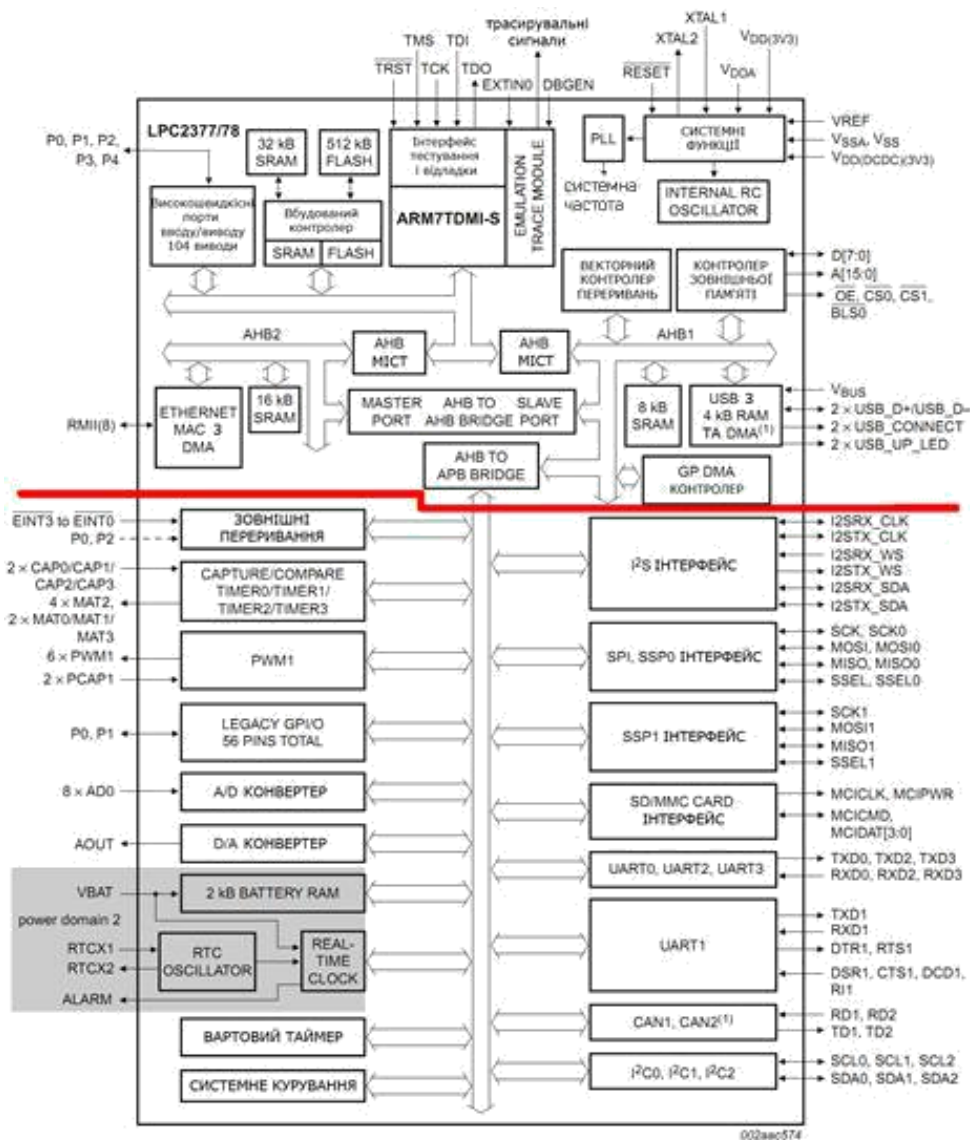 XTAL1
трасирувальні
сигнали
XTAL2
VDD(3V3)
TMS TDI
TRST TCK TDO
EXTIN0 DBGEN
RESET
VDDA
LPC2377/78
P0, P1, P2,
P3, P4
32 kB
SRAM
512 kB
FLASH
Інтерфейс
тестування
і відладки
ARM7TDMI-S
EMULATION
TRACE MODULE
PLL
системна
частота
СИСТЕМНІ
ФУНКЦІЇ
INTERNAL RC
OSCILLATOR
VREF
VSSA, VSS
VDD(DCDC)(3V3)
Високошвидкісні
порти
вводу/виводу
104 виводи
Вбудований
контролер
SRAM FLASH
ВЕКТОРНИЙ
КОНТРОЛЕР
ПЕРЕРИВАНЬ
КОНТРОЛЕР
ЗОВНІШНЬОЇ
ПАМ'ЯТІ
D[7:0]
A[15:0]
OE, CS0, CS1,
BLS0
AHB2
AHB
МІСТ
AHB
МІСТ
AHB1
RMII(8)
ETHERNET
MAC З
DMA
16 kB
SRAM
MASTER AHB TO SLAVE
PORT AHB BRIDGE PORT
8 kB
SRAM
USB З
4 kB RAM
ТА DMA(1)
VBUS
2 × USB_D+/USB_D−
2 × USB_CONNECT
2 × USB_UP_LED
AHB TO
APB BRIDGE
GP DMA
КОНТРОЛЕР
EINT3 to EINT0
P0, P2
ЗОВНІШНІ
ПЕРЕРИВАННЯ
2 × CAP0/CAP1/
CAP2/CAP3
4 × MAT2,
2 × MAT0/MAT1/
MAT3
CAPTURE/COMPARE
TIMER0/TIMER1/
TIMER2/TIMER3
6 × PWM1
2 × PCAP1
PWM1
P0, P1
LEGACY GPI/O
56 PINS TOTAL
8 × AD0
A/D КОНВЕРТЕР
AOUT
D/A КОНВЕРТЕР
VBAT
2 kB BATTERY RAM
power domain 2
RTCX1
RTCX2
RTC
OSCILLATOR
REAL-
TIME
CLOCK
ALARM
ВАРТОВИЙ ТАЙМЕР
СИСТЕМНЕ КУРУВАННЯ
I²S ІНТЕРФЕЙС
I2SRX_CLK
I2STX_CLK
I2SRX_WS
I2STX_WS
I2SRX_SDA
I2STX_SDA
SPI, SSP0 ІНТЕРФЕЙС
SCK, SCK0
MOSI, MOSI0
MISO, MISO0
SSEL, SSEL0
SSP1 ІНТЕРФЕЙС
SCK1
MOSI1
MISO1
SSEL1
SD/MMC CARD
ІНТЕРФЕЙС
MCICLK, MCIPWR
MCICMD,
MCIDAT[3:0]
UART0, UART2, UART3
TXD0, TXD2, TXD3
RXD0, RXD2, RXD3
UART1
TXD1
RXD1
DTR1, RTS1
DSR1, CTS1, DCD1,
RI1
CAN1, CAN2(1)
RD1, RD2
TD1, TD2
I²C0, I²C1, I²C2
SCL0, SCL1, SCL2
SDA0, SDA1, SDA2
002aac574